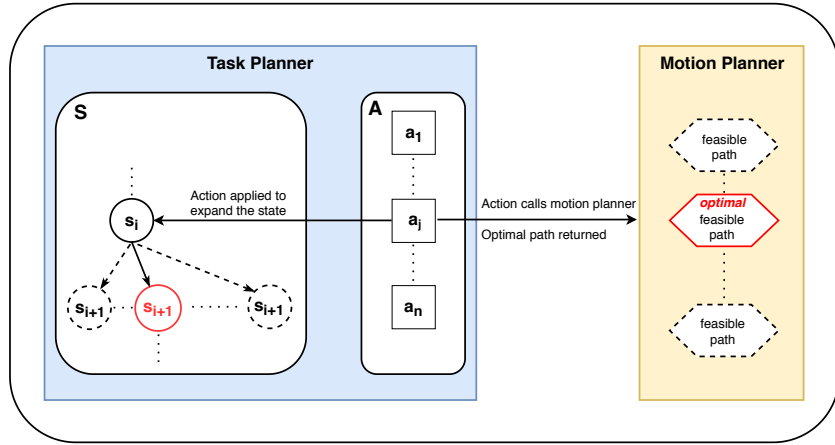 Task Planner
Motion Planner
S
A
a1
feasible
path
Action applied to
expand the state
Action calls motion planner
optimal
feasible
path
si
aj
Optimal path returned
si+1
si+1
si+1
an
feasible
path